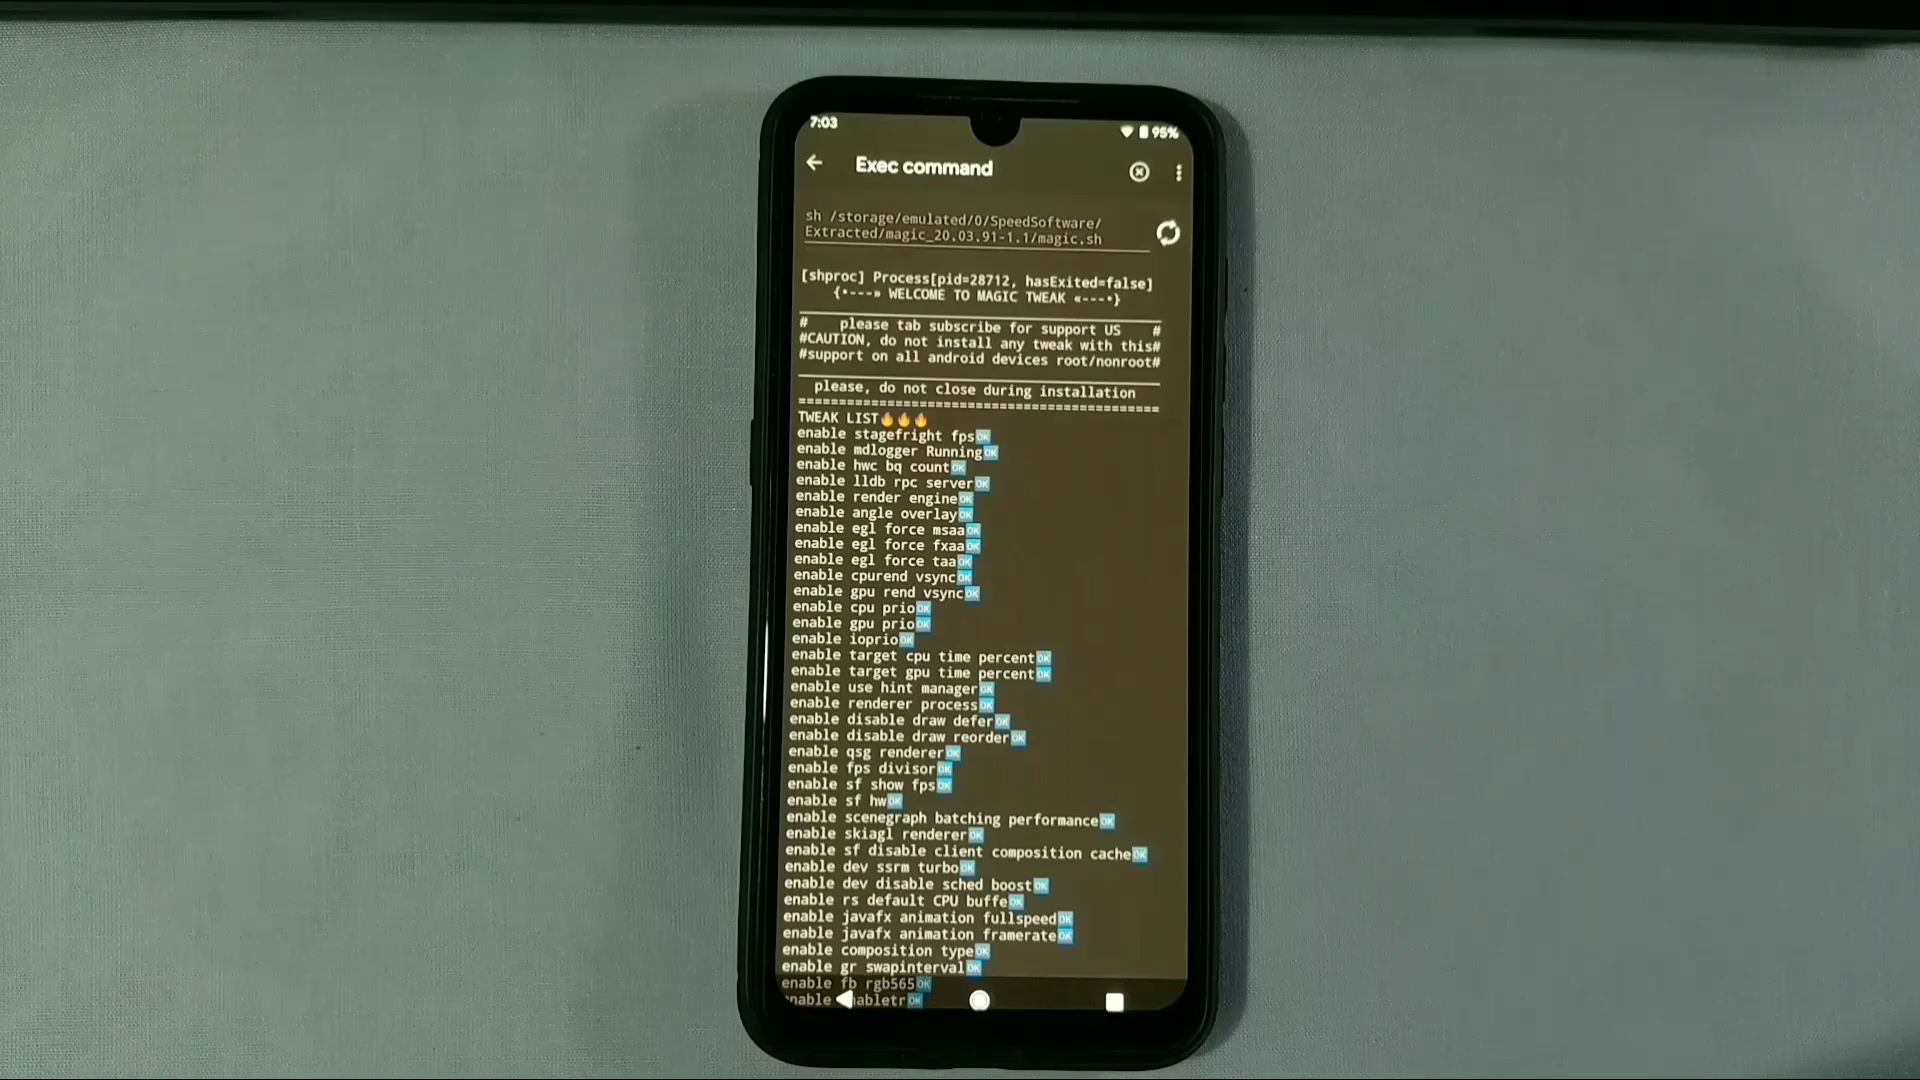 7:03
95%
Exec command
sh /storage/emulated/0/SpeedSoftware/
Extracted/magic_20.03.91-1.1/magic.sh
[shproc] Process[pid=28712, hasExited=false]
{•---» WELCOME TO MAGIC TWEAK «---•}
# please tab subscribe for support US #
#CAUTION, do not install any tweak with this#
#support on all android devices root/nonroot#
please, do not close during installation
============================================
TWEAK LIST🔥🔥🔥
enable stagefright fps🆗
enable mdlogger Running🆗
enable hwc bq count🆗
enable lldb rpc server🆗
enable render engine🆗
enable angle overlay🆗
enable egl force msaa🆗
enable egl force fxaa🆗
enable egl force taa🆗
enable cpurend vsync🆗
enable gpu rend vsync🆗
enable cpu prio🆗
enable gpu prio🆗
enable ioprio🆗
enable target cpu time percent🆗
enable target gpu time percent🆗
enable use hint manager🆗
enable renderer process🆗
enable disable draw defer🆗
enable disable draw reorder🆗
enable qsg renderer🆗
enable fps divisor🆗
enable sf show fps🆗
enable sf hw🆗
enable scenegraph batching performance🆗
enable skiagl renderer🆗
enable sf disable client composition cache🆗
enable dev ssrm turbo🆗
enable dev disable sched boost🆗
enable rs default CPU buffe🆗
enable javafx animation fullspeed🆗
enable javafx animation framerate🆗
enable composition type🆗
enable gr swapinterval🆗
enable fb rgb565🆗